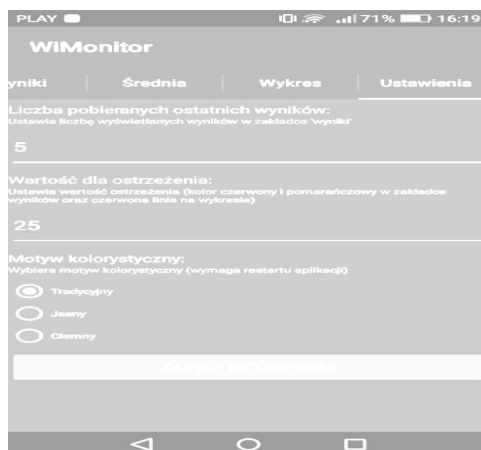 PLAY 71% 16:19
WiMonitor
yniki Średnia Wykres Ustawienia
Liczba pobieranych ostatnich wyników:
Ustawia liczbę wyświetlanych wyników w zakładce 'wyniki'
5
Wartość dla ostrzeżenia:
Ustawia wartość ostrzeżenia (kolor czerwony i pomarańczowy w zakładce
wyników oraz czerwona linia na wykresie)
25
Motyw kolorystyczny:
Wybiera motyw kolorystyczny (wymaga restartu aplikacji)
Tradycyjny
Jasny
Ciemny
ZAPISZ USTAWIENIA